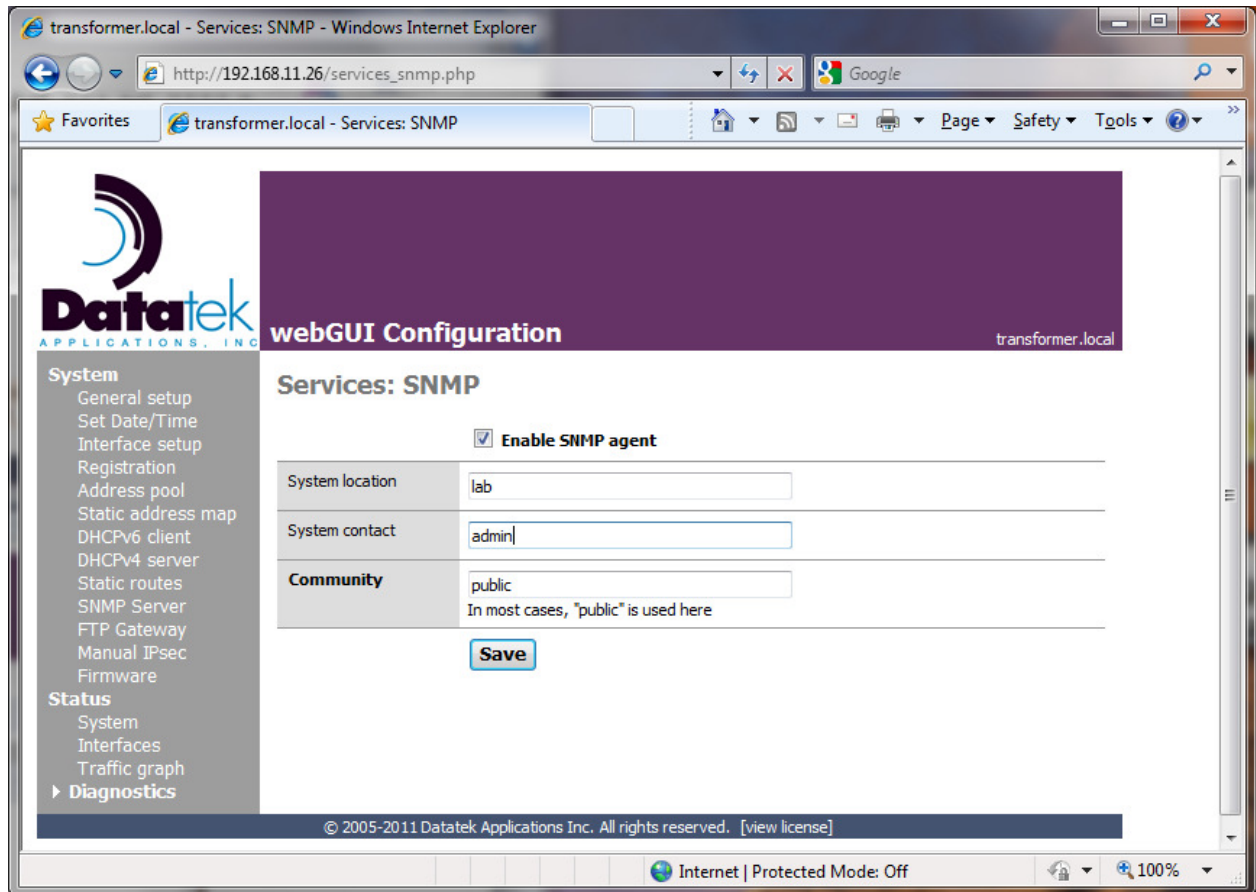 transformer.local - Services: SNMP - Windows Internet Explorer
http://192.168.11.26/services_snmp.php
Google
Favorites
transformer.local - Services: SNMP
Page
Safety
Tools
Datatek
APPLICATIONS, INC
webGUI Configuration
transformer.local
System
General setup
Set Date/Time
Interface setup
Registration
Address pool
Static address map
DHCPv6 client
DHCPv4 server
Static routes
SNMP Server
FTP Gateway
Manual IPsec
Firmware
Status
System
Interfaces
Traffic graph
Diagnostics
Services: SNMP
Enable SNMP agent
System location
lab
System contact
admin
Community
public
In most cases, "public" is used here
Save
© 2005-2011 Datatek Applications Inc. All rights reserved. [view license]
Internet | Protected Mode: Off
100%